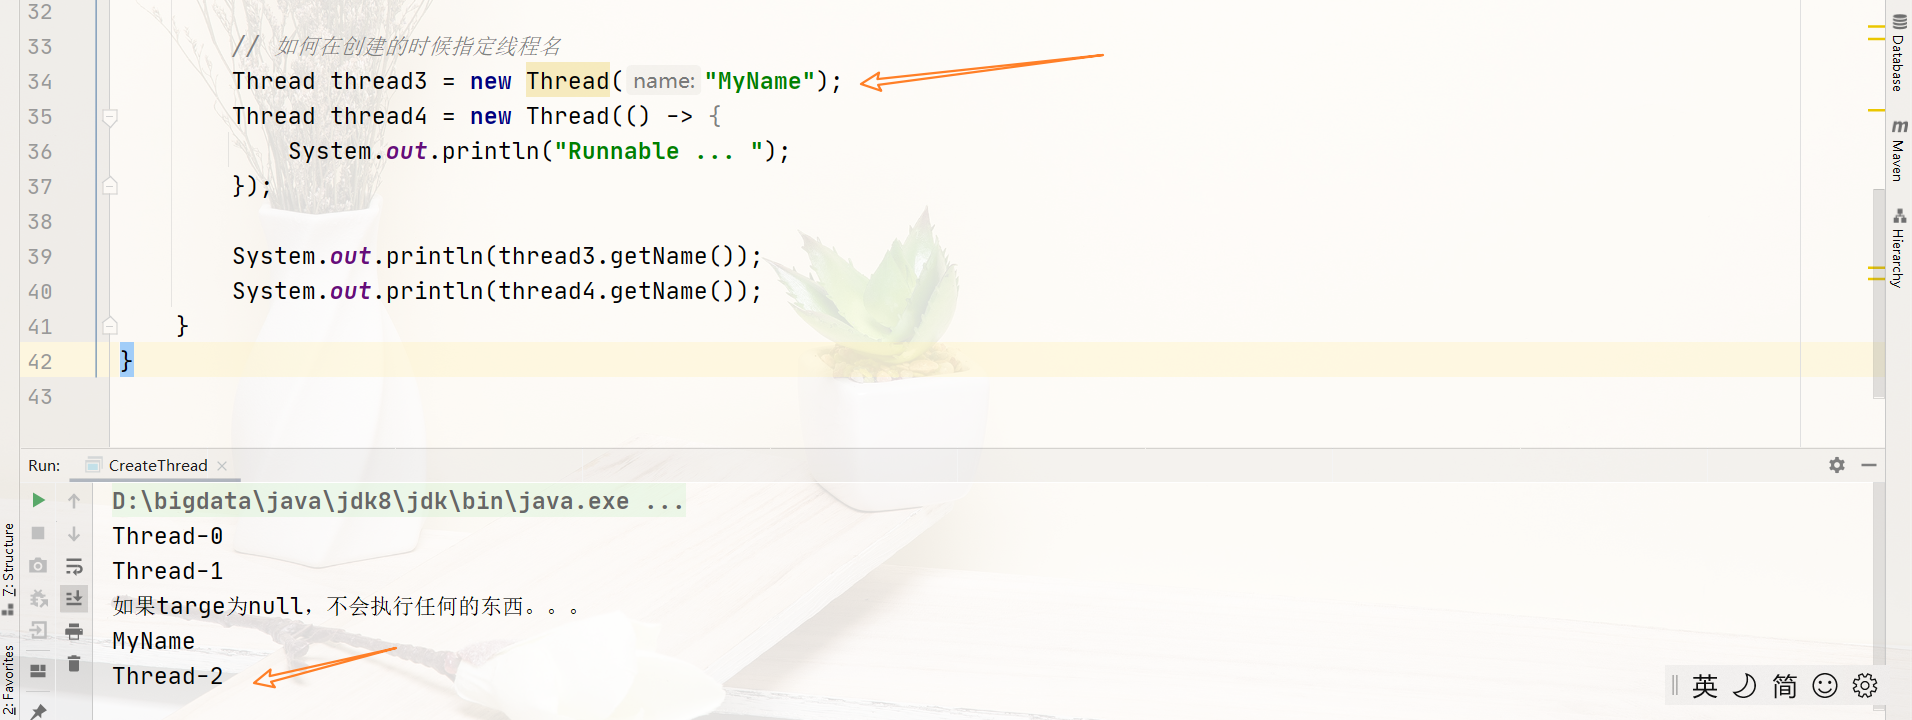 32
33 // 如何在创建的时候指定线程名
34 Thread thread3 = new Thread( name: "MyName");
35 Thread thread4 = new Thread(() -> {
36 System.out.println("Runnable ... ");
37 });
38
39 System.out.println(thread3.getName());
40 System.out.println(thread4.getName());
41 }
42 }
43
Database
Maven
Hierarchy
Run: CreateThread
D:\bigdata\java\jdk8\jdk\bin\java.exe ...
Thread-0
Thread-1
如果targe为null，不会执行任何的东西。。。
MyName
Thread-2
7: Structure
2: Favorites
英 简